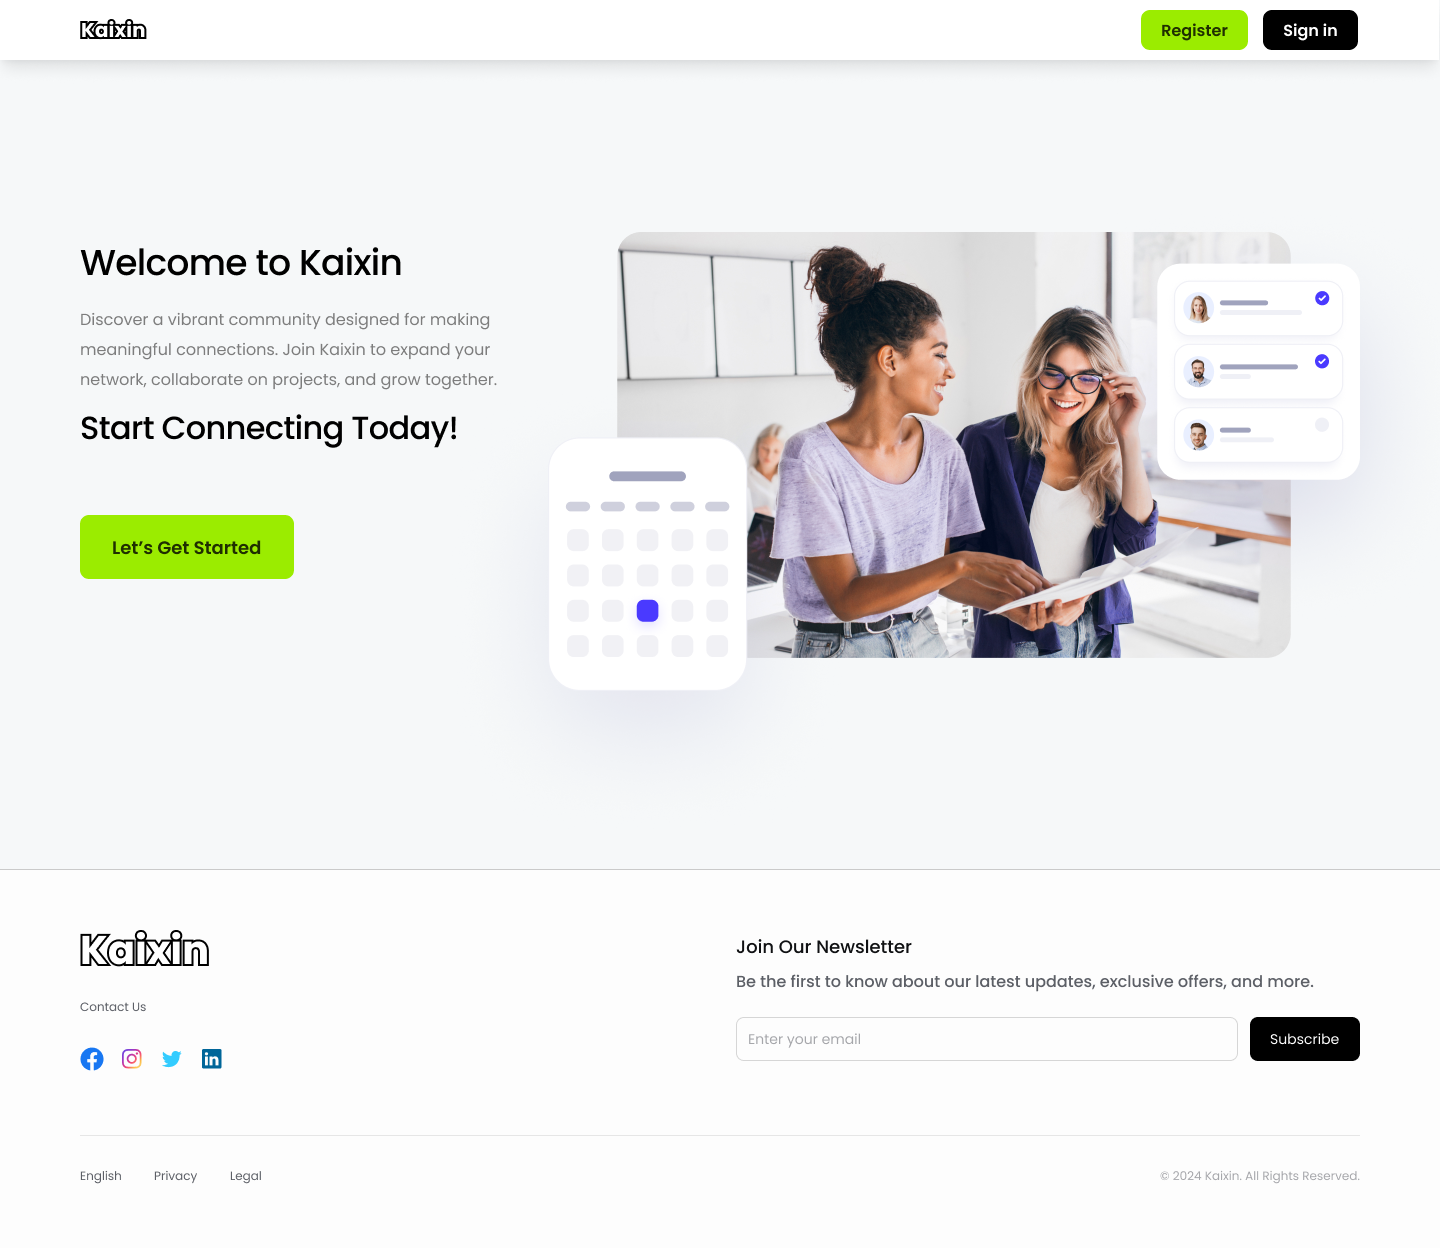 Kaixin
Register
Sign in
Welcome to Kaixin
Discover a vibrant community designed for making
meaningful connections. Join Kaixin to expand your
network, collaborate on projects, and grow together.
Start Connecting Today!
Let’s Get Started
Kaixin
Contact Us
Join Our Newsletter
Be the first to know about our latest updates, exclusive offers, and more.
Enter your email
Subscribe
English
Privacy
Legal
© 2024 Kaixin. All Rights Reserved.